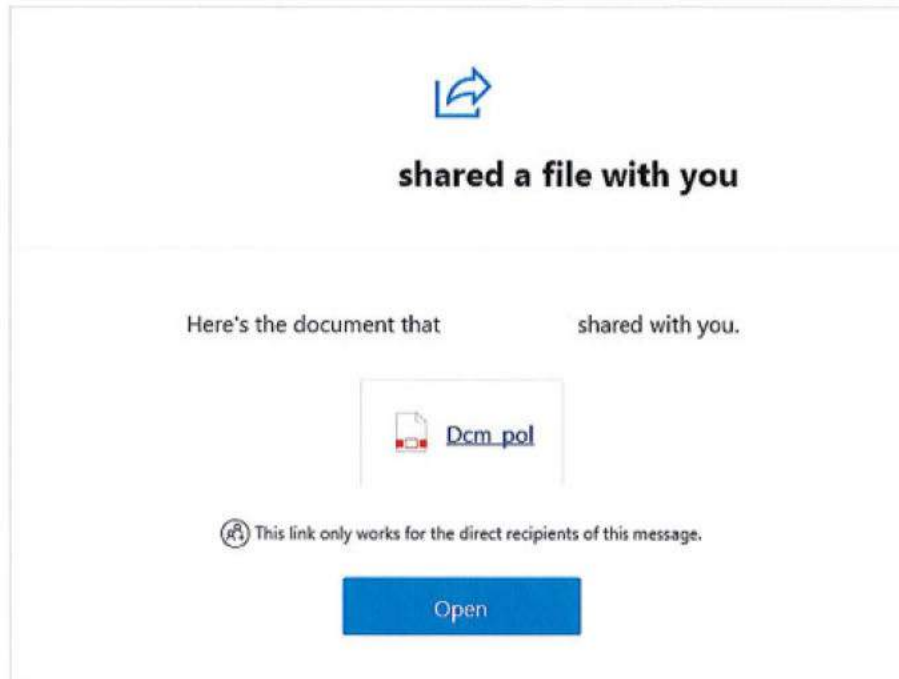 shared a file with you
Here's the document that shared with you.
Dcm_pol
This link only works for the direct recipients of this message.
Open